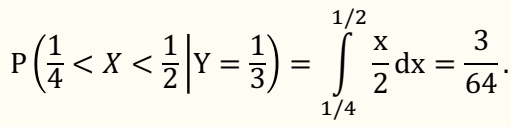 P(1/4 < X < 1/2 | Y = 1/3) = ∫_{1/4}^{1/2} x/2 dx = 3/64.